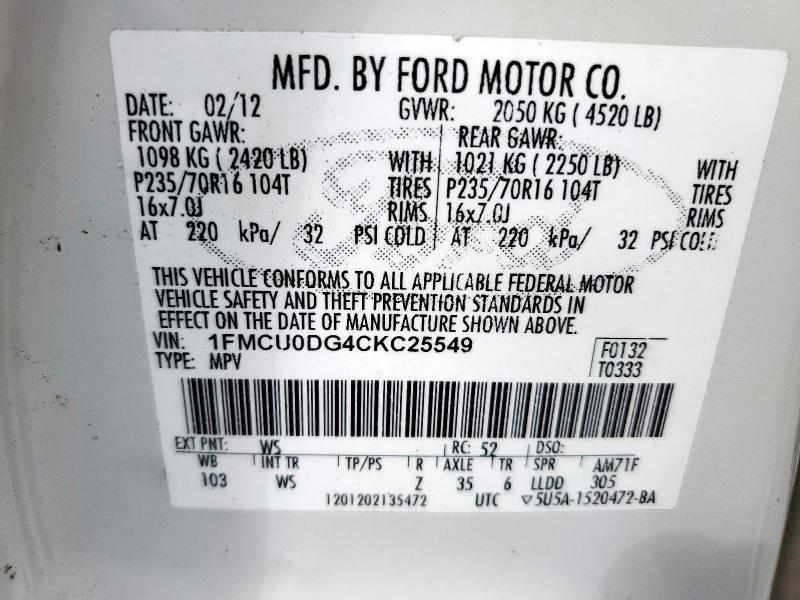 MFD. BY FORD MOTOR CO.
DATE: 02/12 GVWR: 2050 KG ( 4520 LB)
FRONT GAWR: REAR GAWR:
1098 KG ( 2420 LB) WITH 1021 KG ( 2250 LB) WITH
P235/70R16 104T TIRES P235/70R16 104T TIRES
16x7.0J RIMS 16x7.0J RIMS
AT 220 kPa/ 32 PSI COLD AT 220 kPa/ 32 PSI COLD
THIS VEHICLE CONFORMS TO ALL APPLICABLE FEDERAL MOTOR
VEHICLE SAFETY AND THEFT PREVENTION STANDARDS IN
EFFECT ON THE DATE OF MANUFACTURE SHOWN ABOVE.
VIN: 1FMCU0DG4CKC25549
TYPE: MPV
F0132
T0333
EXT PNT: WS RC: 52 DSO:
WB INT TR TP/PS R AXLE TR SPR AM71F
103 WS Z 35 6 LLDD 305
1201202135472 UTC ▽5U5A-1520472-BA
Ford